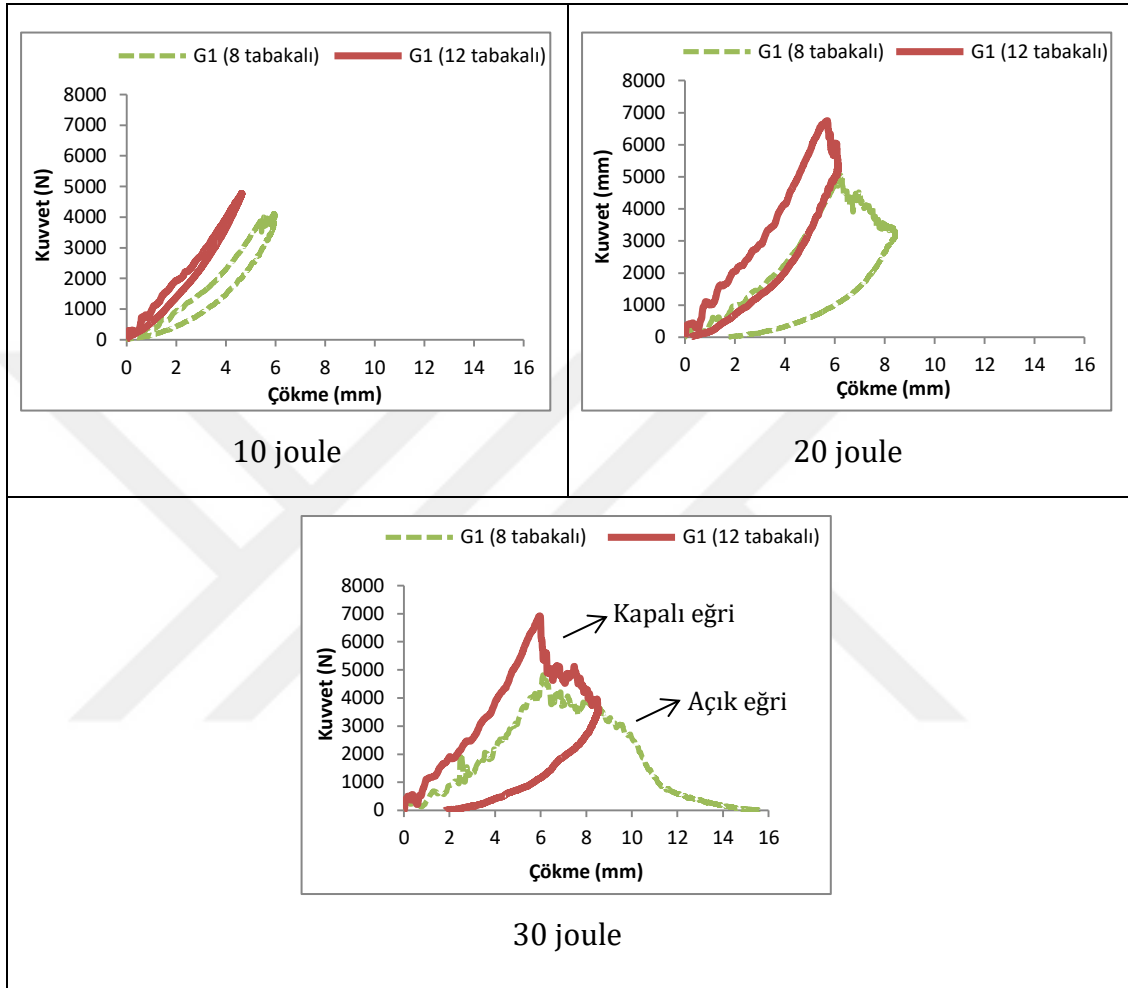 G1 (8 tabakalı) G1 (12 tabakalı)
8000
7000
6000
5000
4000
3000
2000
1000
0
Kuvvet (N)
0 2 4 6 8 10 12 14 16
Çökme (mm)
10 joule
G1 (8 tabakalı) G1 (12 tabakalı)
8000
7000
6000
5000
4000
3000
2000
1000
0
Kuvvet (mm)
0 2 4 6 8 10 12 14 16
Çökme (mm)
20 joule
G1 (8 tabakalı) G1 (12 tabakalı)
8000
7000
6000
5000
4000
3000
2000
1000
0
Kuvvet (N)
Kapalı eğri
Açık eğri
0 2 4 6 8 10 12 14 16
Çökme (mm)
30 joule